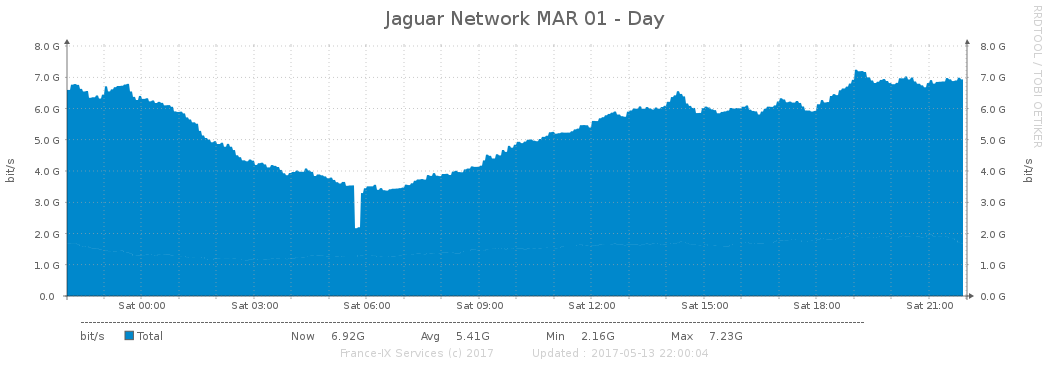 Jaguar Network MAR 01 - Day
RRDTOOL / TOBI OETIKER
bit/s
8.0 G
7.0 G
6.0 G
5.0 G
4.0 G
3.0 G
2.0 G
1.0 G
0.0
8.0 G
7.0 G
6.0 G
5.0 G
4.0 G
3.0 G
2.0 G
1.0 G
0.0 G
bit/s
Sat 00:00 Sat 03:00 Sat 06:00 Sat 09:00 Sat 12:00 Sat 15:00 Sat 18:00 Sat 21:00
bit/s Total Now 6.92G Avg 5.41G Min 2.16G Max 7.23G
France-IX Services (c) 2017 Updated : 2017-05-13 22:00:04